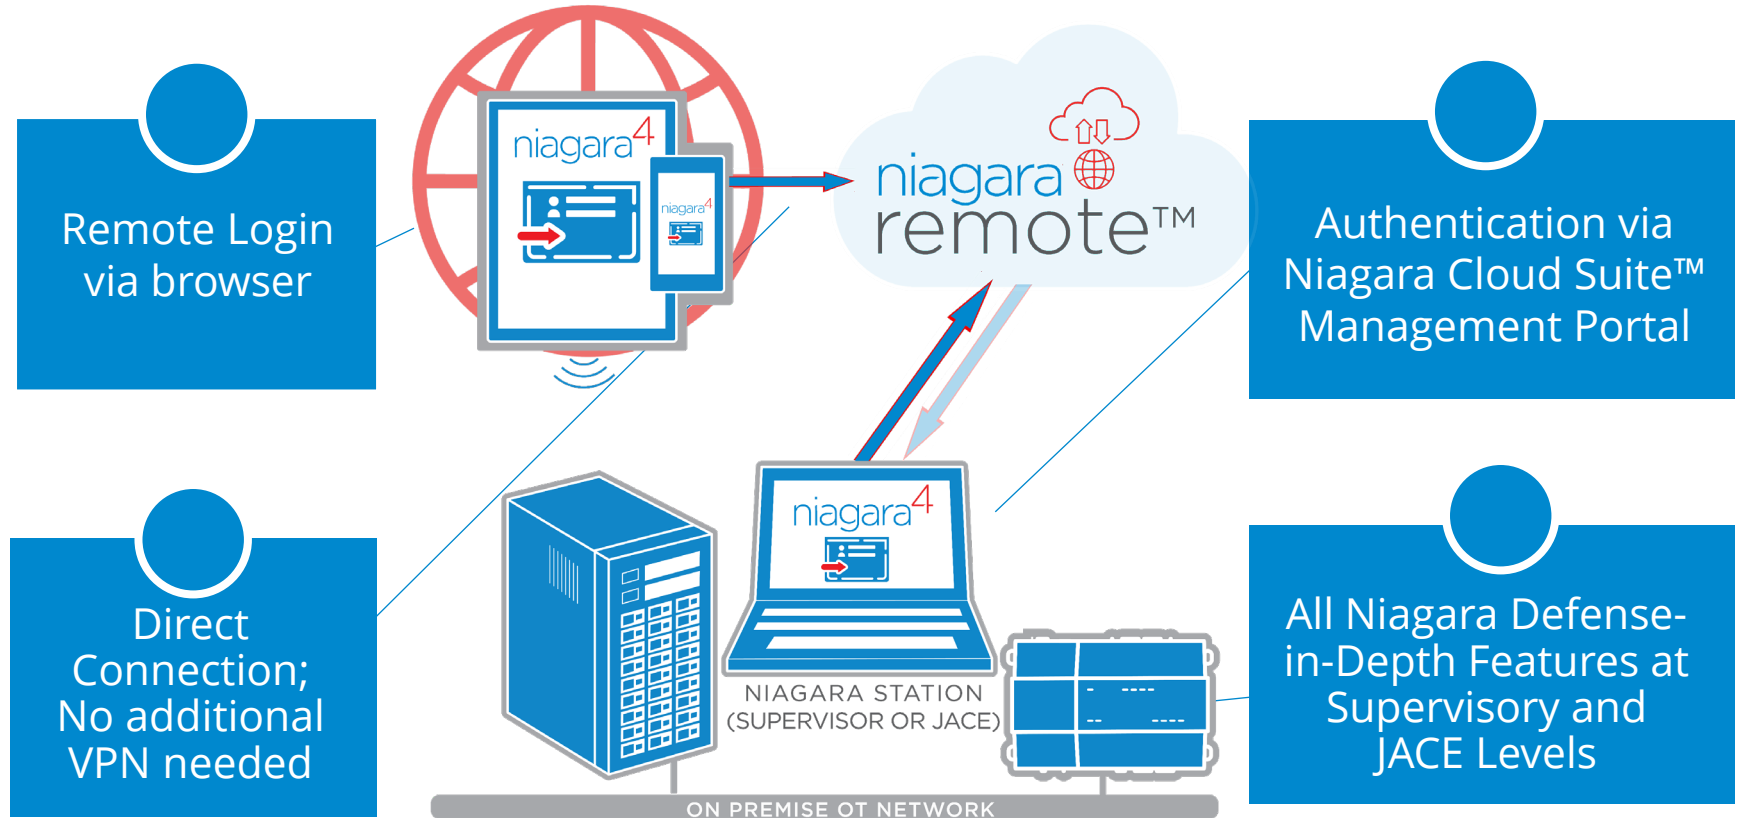 niagara4
niagara4
niagara
remote™
Remote Login
via browser
Authentication via
Niagara Cloud Suite™
Management Portal
niagara4
Direct
Connection;
No additional
VPN needed
All Niagara Defense-
in-Depth Features at
Supervisory and
JACE Levels
NIAGARA STATION
(SUPERVISOR OR JACE)
ON PREMISE OT NETWORK